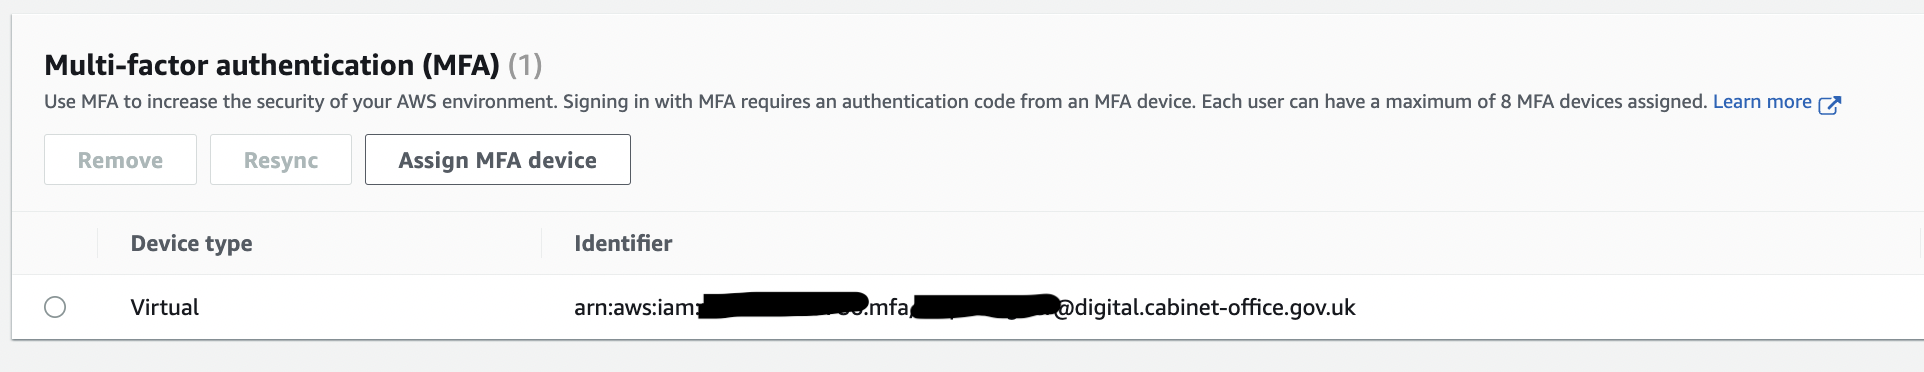 Multi-factor authentication (MFA) (1)
Use MFA to increase the security of your AWS environment. Signing in with MFA requires an authentication code from an MFA device. Each user can have a maximum of 8 MFA devices assigned. Learn more
Remove Resync Assign MFA device
Device type Identifier
Virtual arn:aws:iam: mfa @digital.cabinet-office.gov.uk